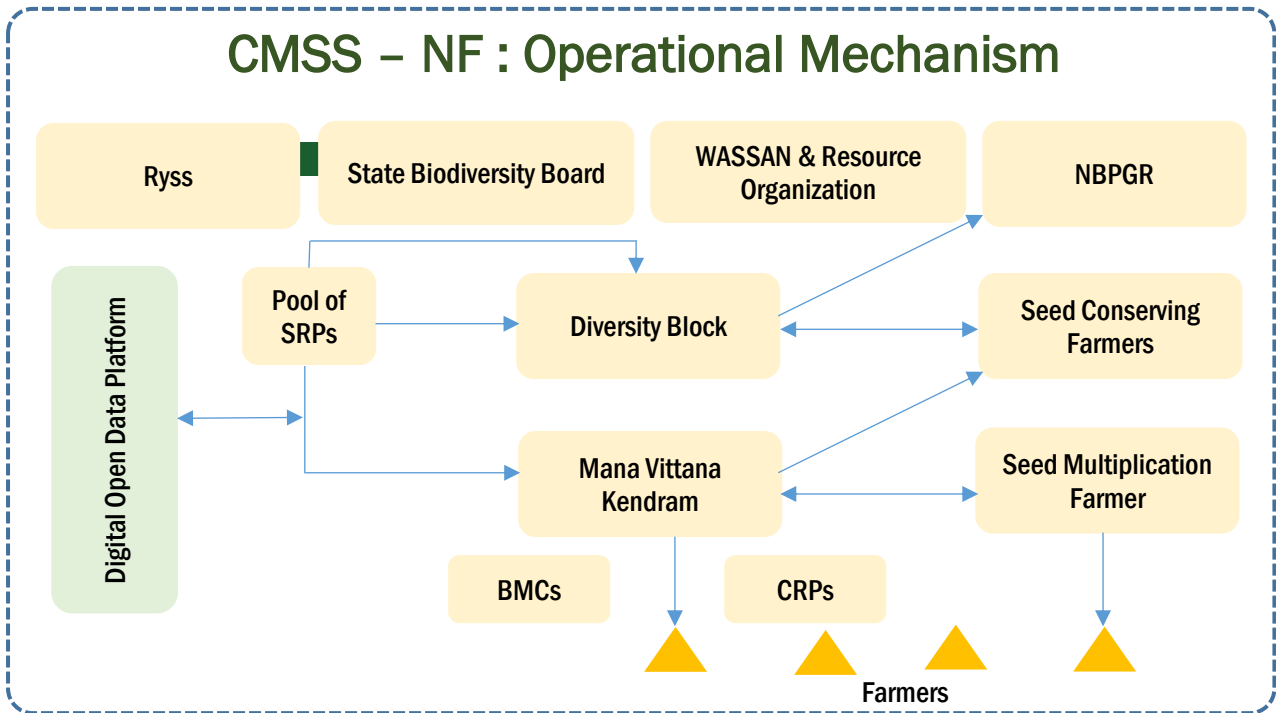 CMSS – NF : Operational Mechanism
Ryss
State Biodiversity Board
WASSAN & Resource
Organization
NBPGR
Digital Open Data Platform
Pool of
SRPs
Diversity Block
Seed Conserving
Farmers
Mana Vittana
Kendram
Seed Multiplication
Farmer
BMCs
CRPs
Farmers